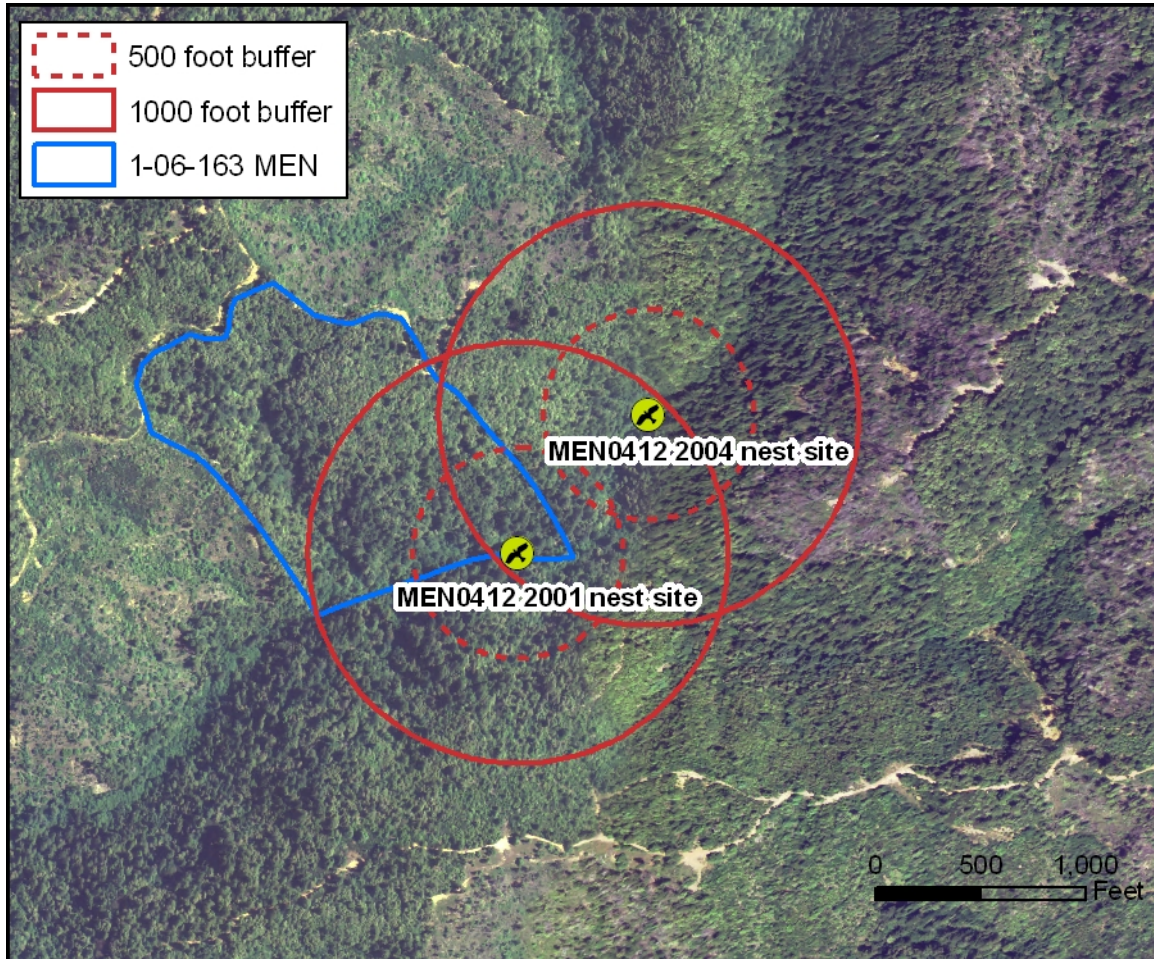 500 foot buffer
1000 foot buffer
1-06-163 MEN
MEN0412 2004 nest site
MEN0412 2001 nest site
0 500 1,000
Feet